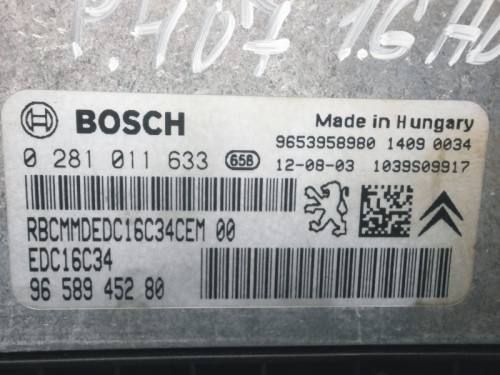 P.407 1.6 HD
BOSCH
Made in Hungary
9653958980 1409 0034
0 281 011 633 658 12-08-03 1039S09917
RBCMMDEDC16C34CEM 00
EDC16C34
96 589 452 80